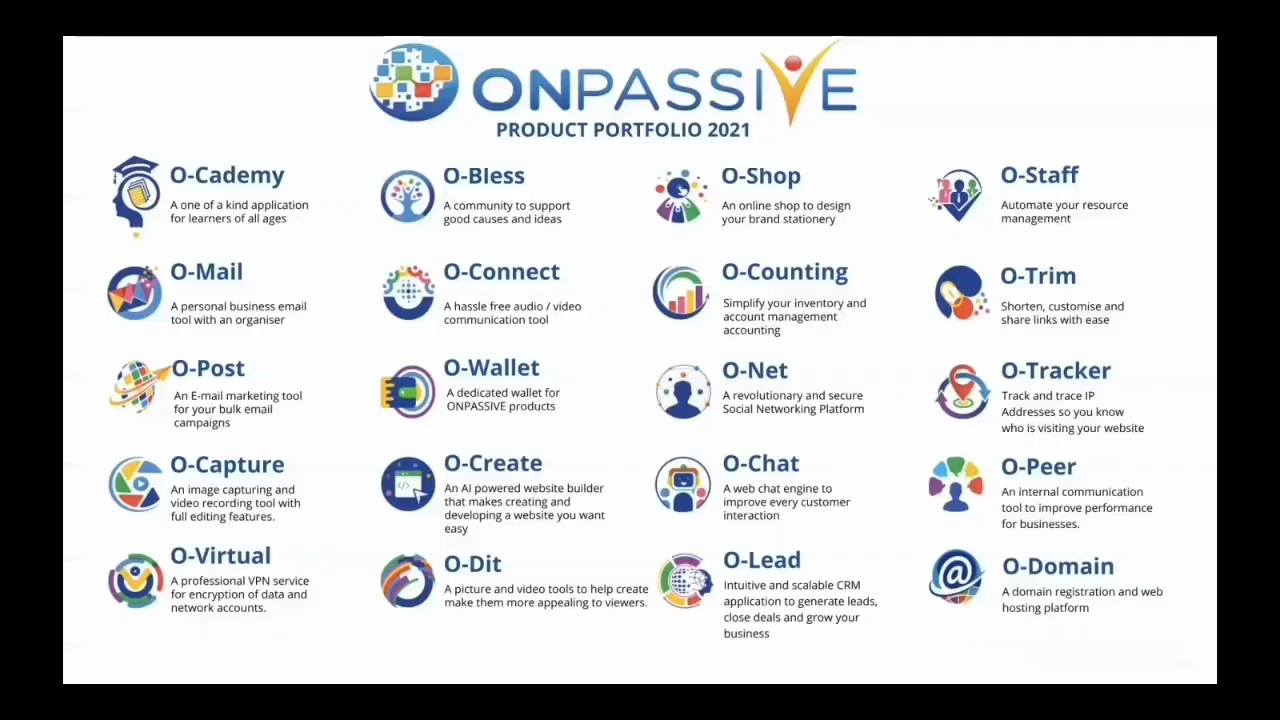 ONPASSIVE
PRODUCT PORTFOLIO 2021
O-Cademy
A one of a kind application
for learners of all ages
O-Bless
A community to support
good causes and ideas
O-Shop
An online shop to design
your brand stationery
O-Staff
Automate your resource
management
O-Mail
A personal business email
tool with an organiser
O-Connect
A hassle free audio / video
communication tool
O-Counting
Simplify your inventory and
account management
accounting
O-Trim
Shorten, customise and
share links with ease
O-Post
An E-mail marketing tool
for your bulk email
campaigns
O-Wallet
A dedicated wallet for
ONPASSIVE products
O-Net
A revolutionary and secure
Social Networking Platform
O-Tracker
Track and trace IP
Addresses so you know
who is visiting your website
O-Capture
An image capturing and
video recording tool with
full editing features.
O-Create
An AI powered website builder
that makes creating and
developing a website you want
easy
O-Chat
A web chat engine to
improve every customer
interaction
O-Peer
An internal communication
tool to improve performance
for businesses.
O-Virtual
A professional VPN service
for encryption of data and
network accounts.
O-Dit
A picture and video tools to help create
make them more appealing to viewers.
O-Lead
Intuitive and scalable CRM
application to generate leads,
close deals and grow your
business
O-Domain
A domain registration and web
hosting platform